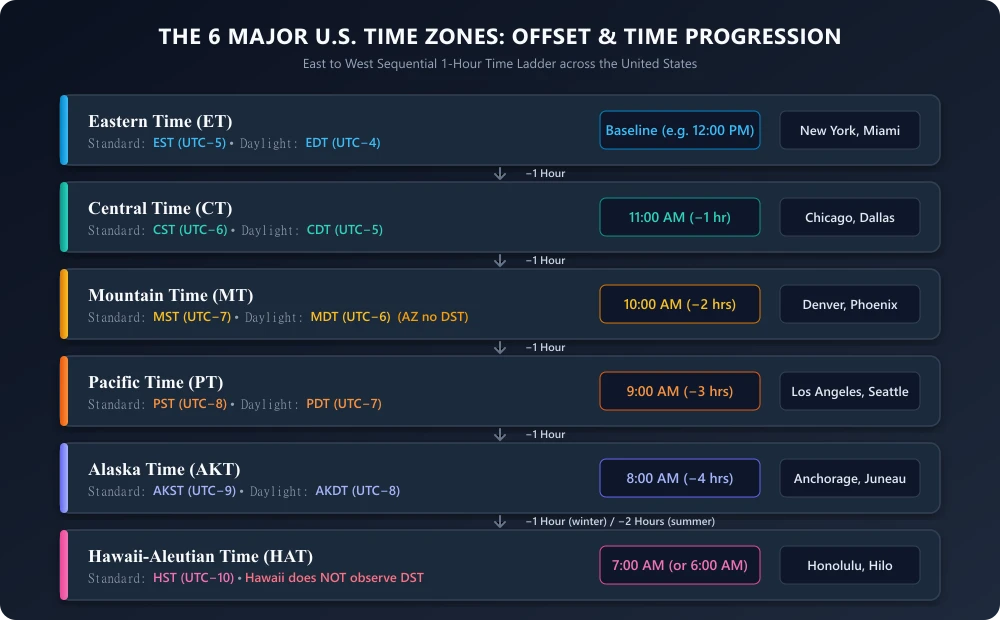 THE 6 MAJOR U.S. TIME ZONES: OFFSET & TIME PROGRESSION
East to West Sequential 1-Hour Time Ladder across the United States
Eastern Time (ET)
Standard: EST (UTC−5) • Daylight: EDT (UTC−4)
Baseline (e.g. 12:00 PM)
New York, Miami
−1 Hour
Central Time (CT)
Standard: CST (UTC−6) • Daylight: CDT (UTC−5)
11:00 AM (−1 hr)
Chicago, Dallas
−1 Hour
Mountain Time (MT)
Standard: MST (UTC−7) • Daylight: MDT (UTC−6) (AZ no DST)
10:00 AM (−2 hrs)
Denver, Phoenix
−1 Hour
Pacific Time (PT)
Standard: PST (UTC−8) • Daylight: PDT (UTC−7)
9:00 AM (−3 hrs)
Los Angeles, Seattle
−1 Hour
Alaska Time (AKT)
Standard: AKST (UTC−9) • Daylight: AKDT (UTC−8)
8:00 AM (−4 hrs)
Anchorage, Juneau
−1 Hour (winter) / −2 Hours (summer)
Hawaii-Aleutian Time (HAT)
Standard: HST (UTC−10) • Hawaii does NOT observe DST
7:00 AM (or 6:00 AM)
Honolulu, Hilo